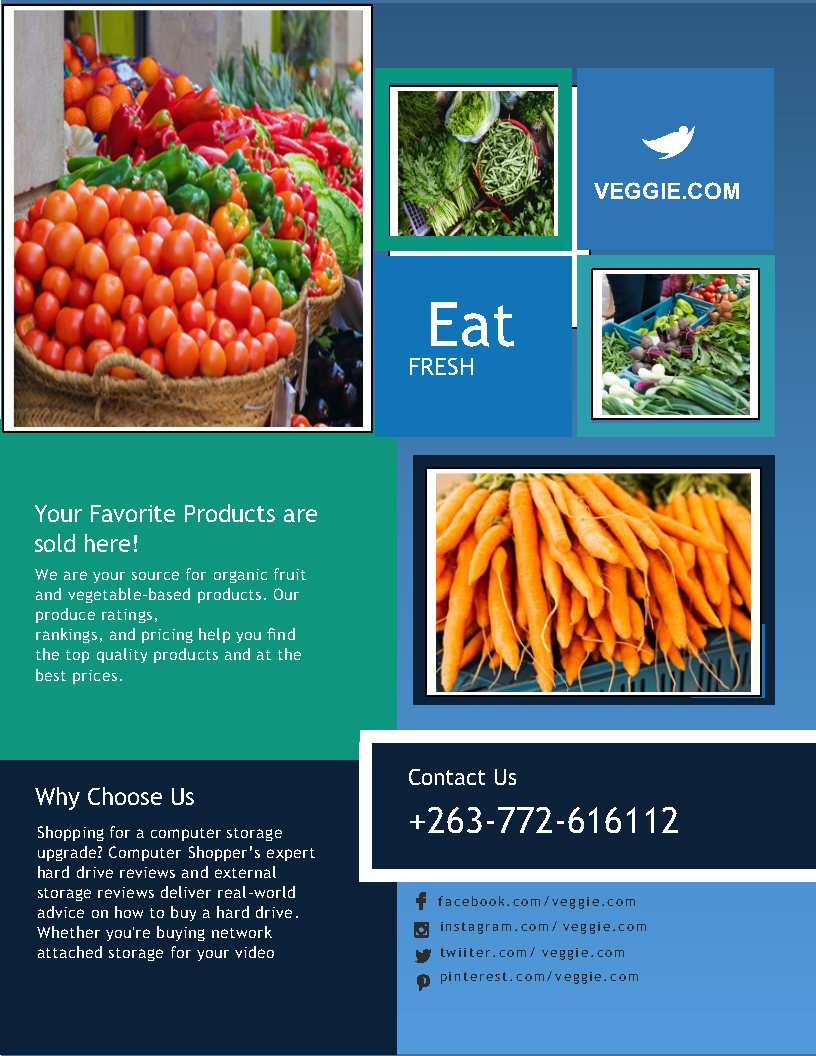 VEGGIE.COM
Eat
FRESH
Your Favorite Products are
sold here!
We are your source for organic fruit
and vegetable-based products. Our
produce ratings,
rankings, and pricing help you find
the top quality products and at the
best prices.
Why Choose Us
Shopping for a computer storage
upgrade? Computer Shopper's expert
hard drive reviews and external
storage reviews deliver real-world
advice on how to buy a hard drive.
Whether you're buying network
attached storage for your video
Contact Us
+263-772-616112
facebook.com/veggie.com
instagram.com/ veggie.com
twiiter.com/ veggie.com
pinterest.com/veggie.com